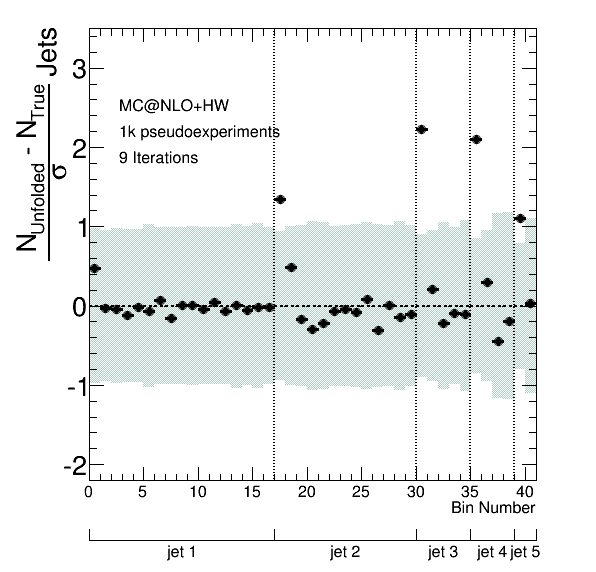 N_Unfolded - N_True / σ Jets
3
2
1
0
-1
-2
MC@NLO+HW
1k pseudoexperiments
9 Iterations
0 5 10 15 20 25 30 35 40
Bin Number
jet 1 jet 2 jet 3 jet 4 jet 5